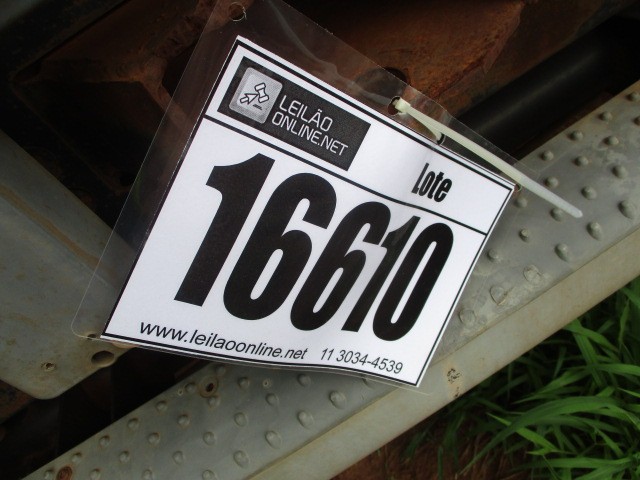 LEILÃO
ONLINE.NET
Lote
16610
www.leilaoonline.net 11 3034-4539